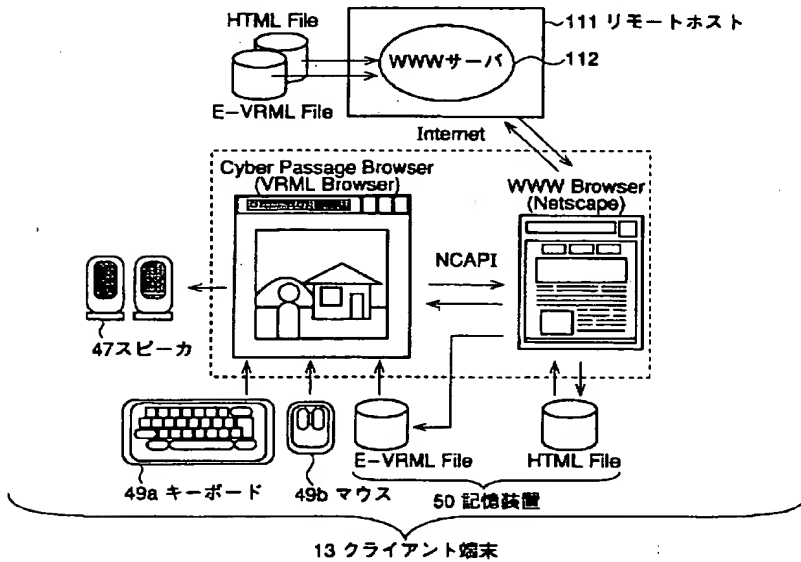 HTML File
111 リモートホスト
WWWサーバ
112
E-VRML File
Internet
Cyber Passage Browser
(VRML Browser)
WWW Browser
(Netscape)
NCAPI
47スピーカ
E-VRML File
HTML File
49a キーボード
49b マウス
50 記憶装置
13 クライアント端末